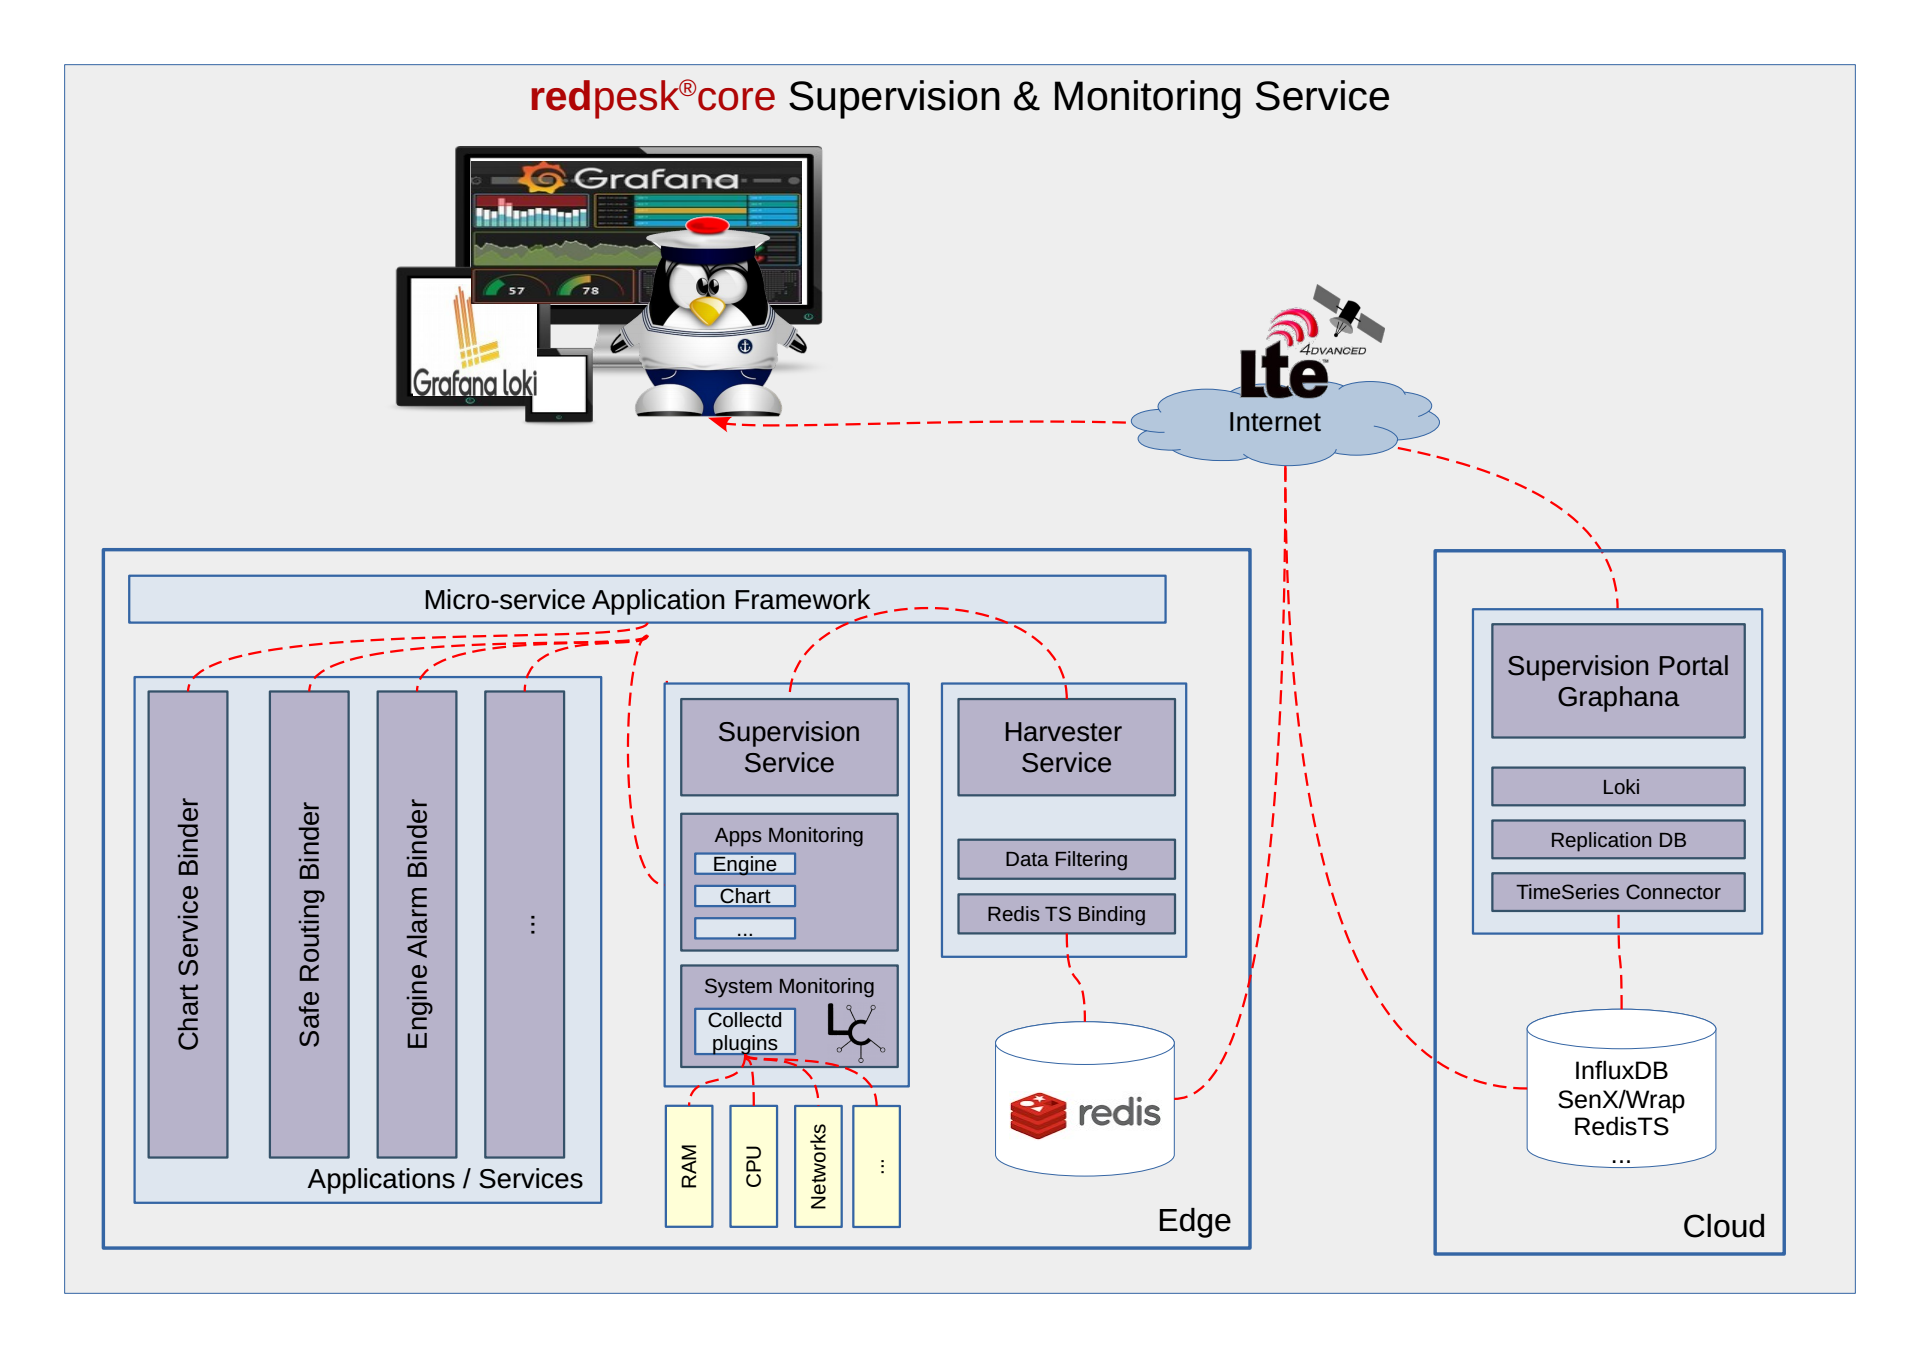 redpesk®core Supervision & Monitoring Service
Grafana
57
78
Grafana loki
4DVANCED
lte™
Internet
Micro-service Application Framework
Chart Service Binder
Safe Routing Binder
Engine Alarm Binder
...
Applications / Services
Supervision
Service
Apps Monitoring
Engine
Chart
...
System Monitoring
Collectd
plugins
LC
RAM
CPU
Networks
...
Harvester
Service
Data Filtering
Redis TS Binding
redis
Edge
Supervision Portal
Graphana
Loki
Replication DB
TimeSeries Connector
InfluxDB
SenX/Wrap
RedisTS
...
Cloud